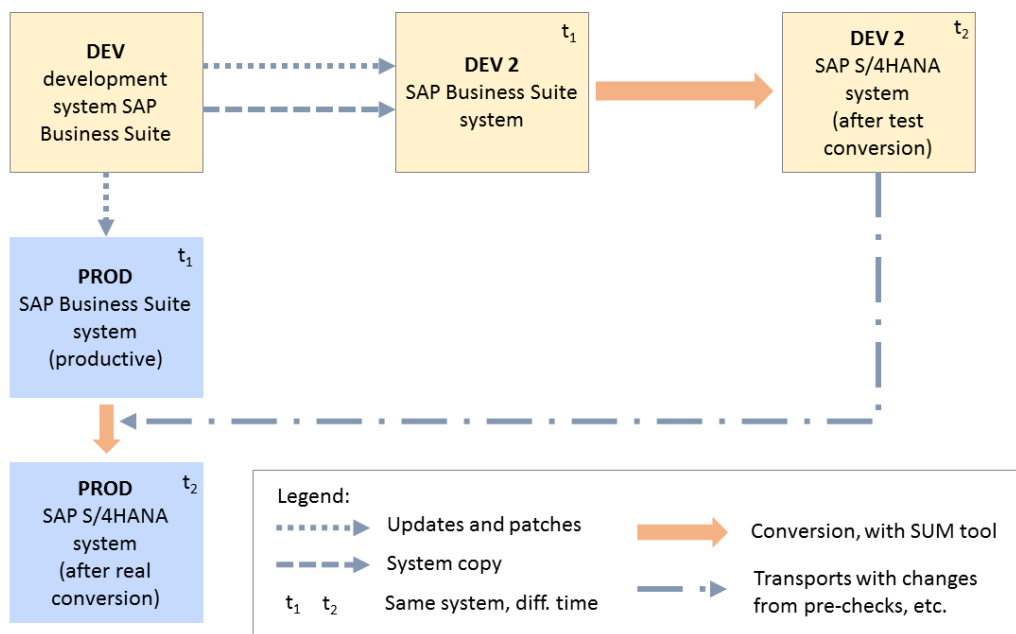 DEV
development
system SAP
Business Suite
t₁
DEV 2
SAP Business Suite
system
t₂
DEV 2
SAP S/4HANA
system
(after test
conversion)
t₁
PROD
SAP Business Suite
system
(productive)
t₂
PROD
SAP S/4HANA
system
(after real
conversion)
Legend:
Updates and patches
System copy
t₁ t₂ Same system, diff. time
Conversion, with SUM tool
Transports with changes
from pre-checks, etc.